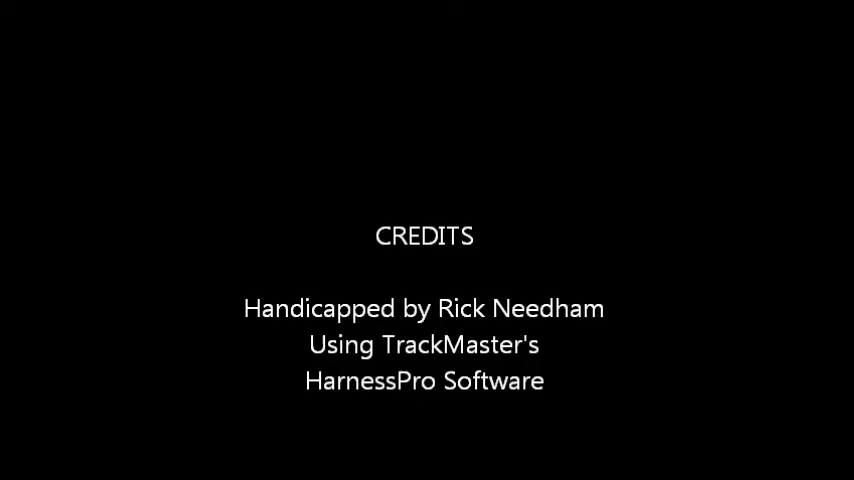 CREDITS
Handicapped by Rick Needham
Using TrackMaster's
HarnessPro Software